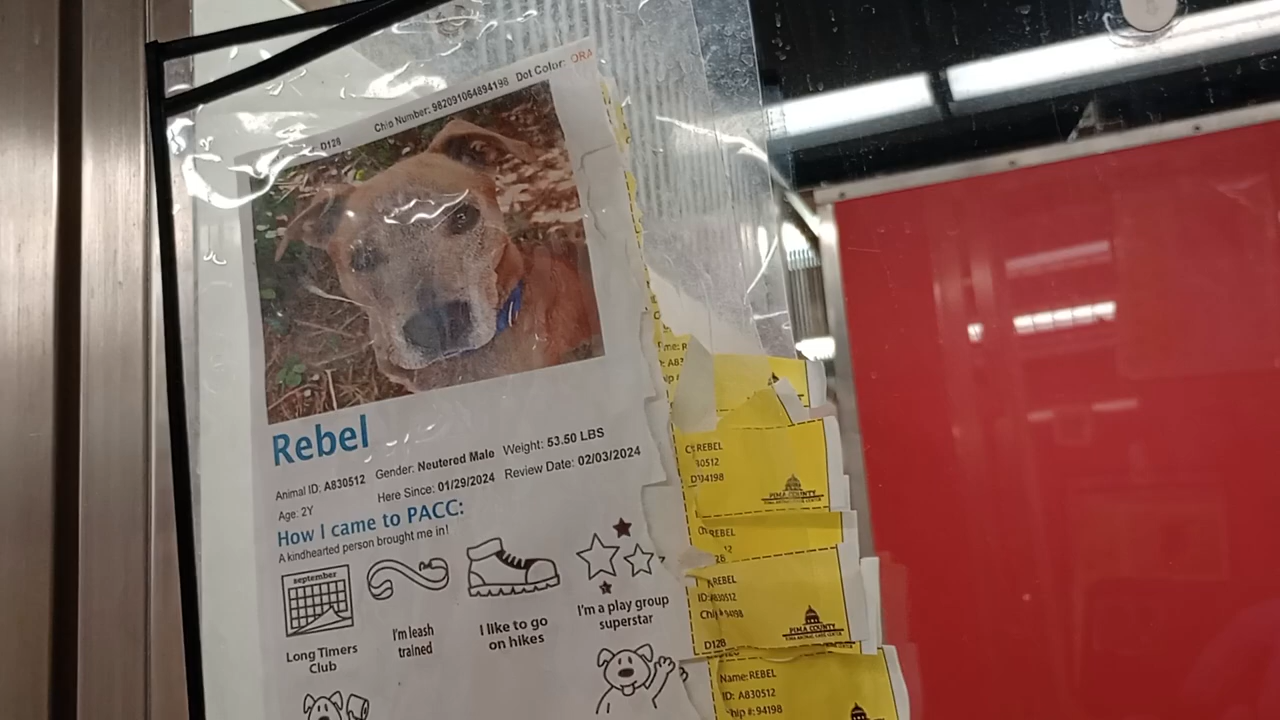 D128 Chip Number: 982091064894198 Dot Color: ORA
Rebel
Animal ID: A830512 Gender: Neutered Male Weight: 53.50 LBS
Age: 2Y Here Since: 01/29/2024 Review Date: 02/03/2024
How I came to PACC:
A kindhearted person brought me in!
september
Long Timers
Club
I'm leash
trained
I like to go
on hikes
I'm a play group
superstar
REBEL
30512
94198
PIMA COUNTY
REBEL
12
REBEL
ID: A830512
Chip # 94198
D128
PIMA COUNTY
Name: REBEL
ID: A830512
hip #: 94198